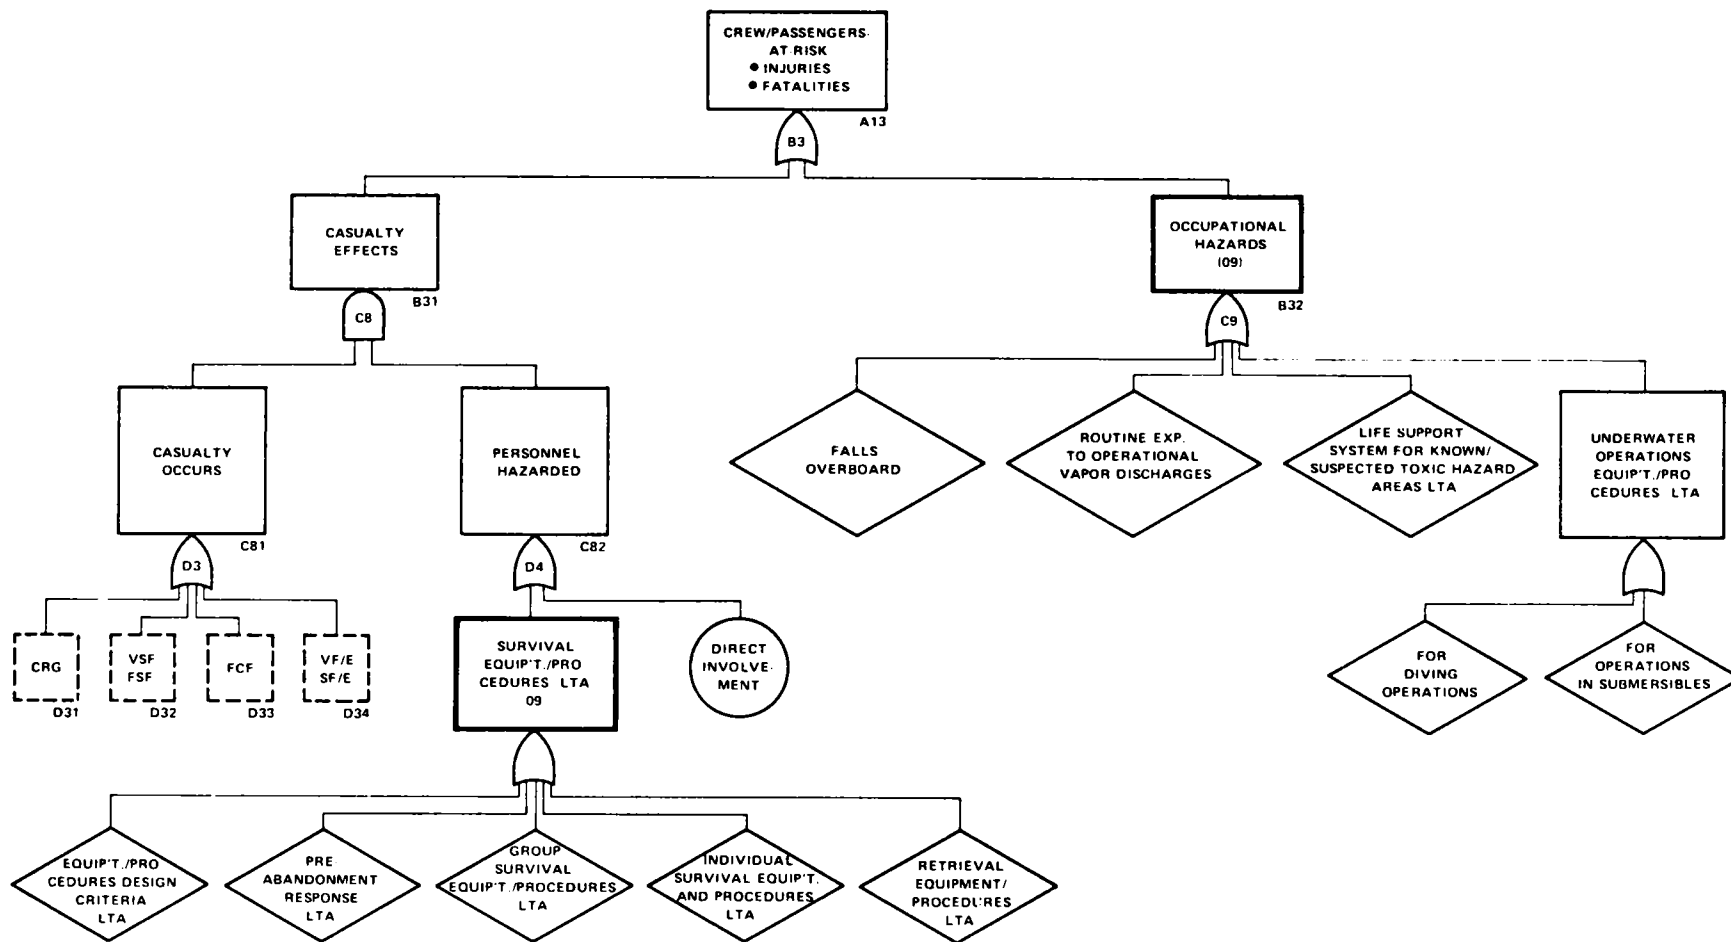 CREW/PASSENGERS-
AT-RISK
● INJURIES
● FATALITIES
A13
B3
CASUALTY
EFFECTS
B31
OCCUPATIONAL
HAZARDS
(09)
B32
C8
C9
CASUALTY
OCCURS
C81
PERSONNEL
HAZARDED
C82
FALLS
OVERBOARD
ROUTINE EXP.
TO OPERATIONAL
VAPOR DISCHARGES
LIFE SUPPORT
SYSTEM FOR KNOWN/
SUSPECTED TOXIC HAZARD
AREAS LTA
UNDERWATER
OPERATIONS
EQUIP'T./PRO
CEDURES LTA
D3
D4
CRG
D31
VSF
FSF
D32
FCF
D33
VF/E
SF/E
D34
SURVIVAL
EQUIP'T./PRO
CEDURES LTA
09
DIRECT
INVOLVE-
MENT
FOR
DIVING
OPERATIONS
FOR
OPERATIONS
IN SUBMERSIBLES
EQUIP'T./PRO
CEDURES DESIGN
CRITERIA
LTA
PRE-
ABANDONMENT
RESPONSE
LTA
GROUP
SURVIVAL
EQUIP'T./PROCEDURES
LTA
INDIVIDUAL
SURVIVAL EQUIP'T.
AND PROCEDURES
LTA
RETRIEVAL
EQUIPMENT/
PROCEDURES
LTA